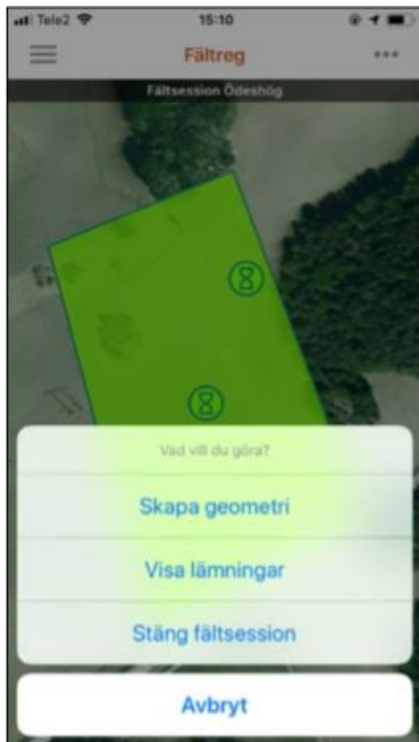 Tele2 15:10
Fältreg
Fältsession Ödeshög
Vad vill du göra?
Skapa geometri
Visa lämningar
Stäng fältsession
Avbryt